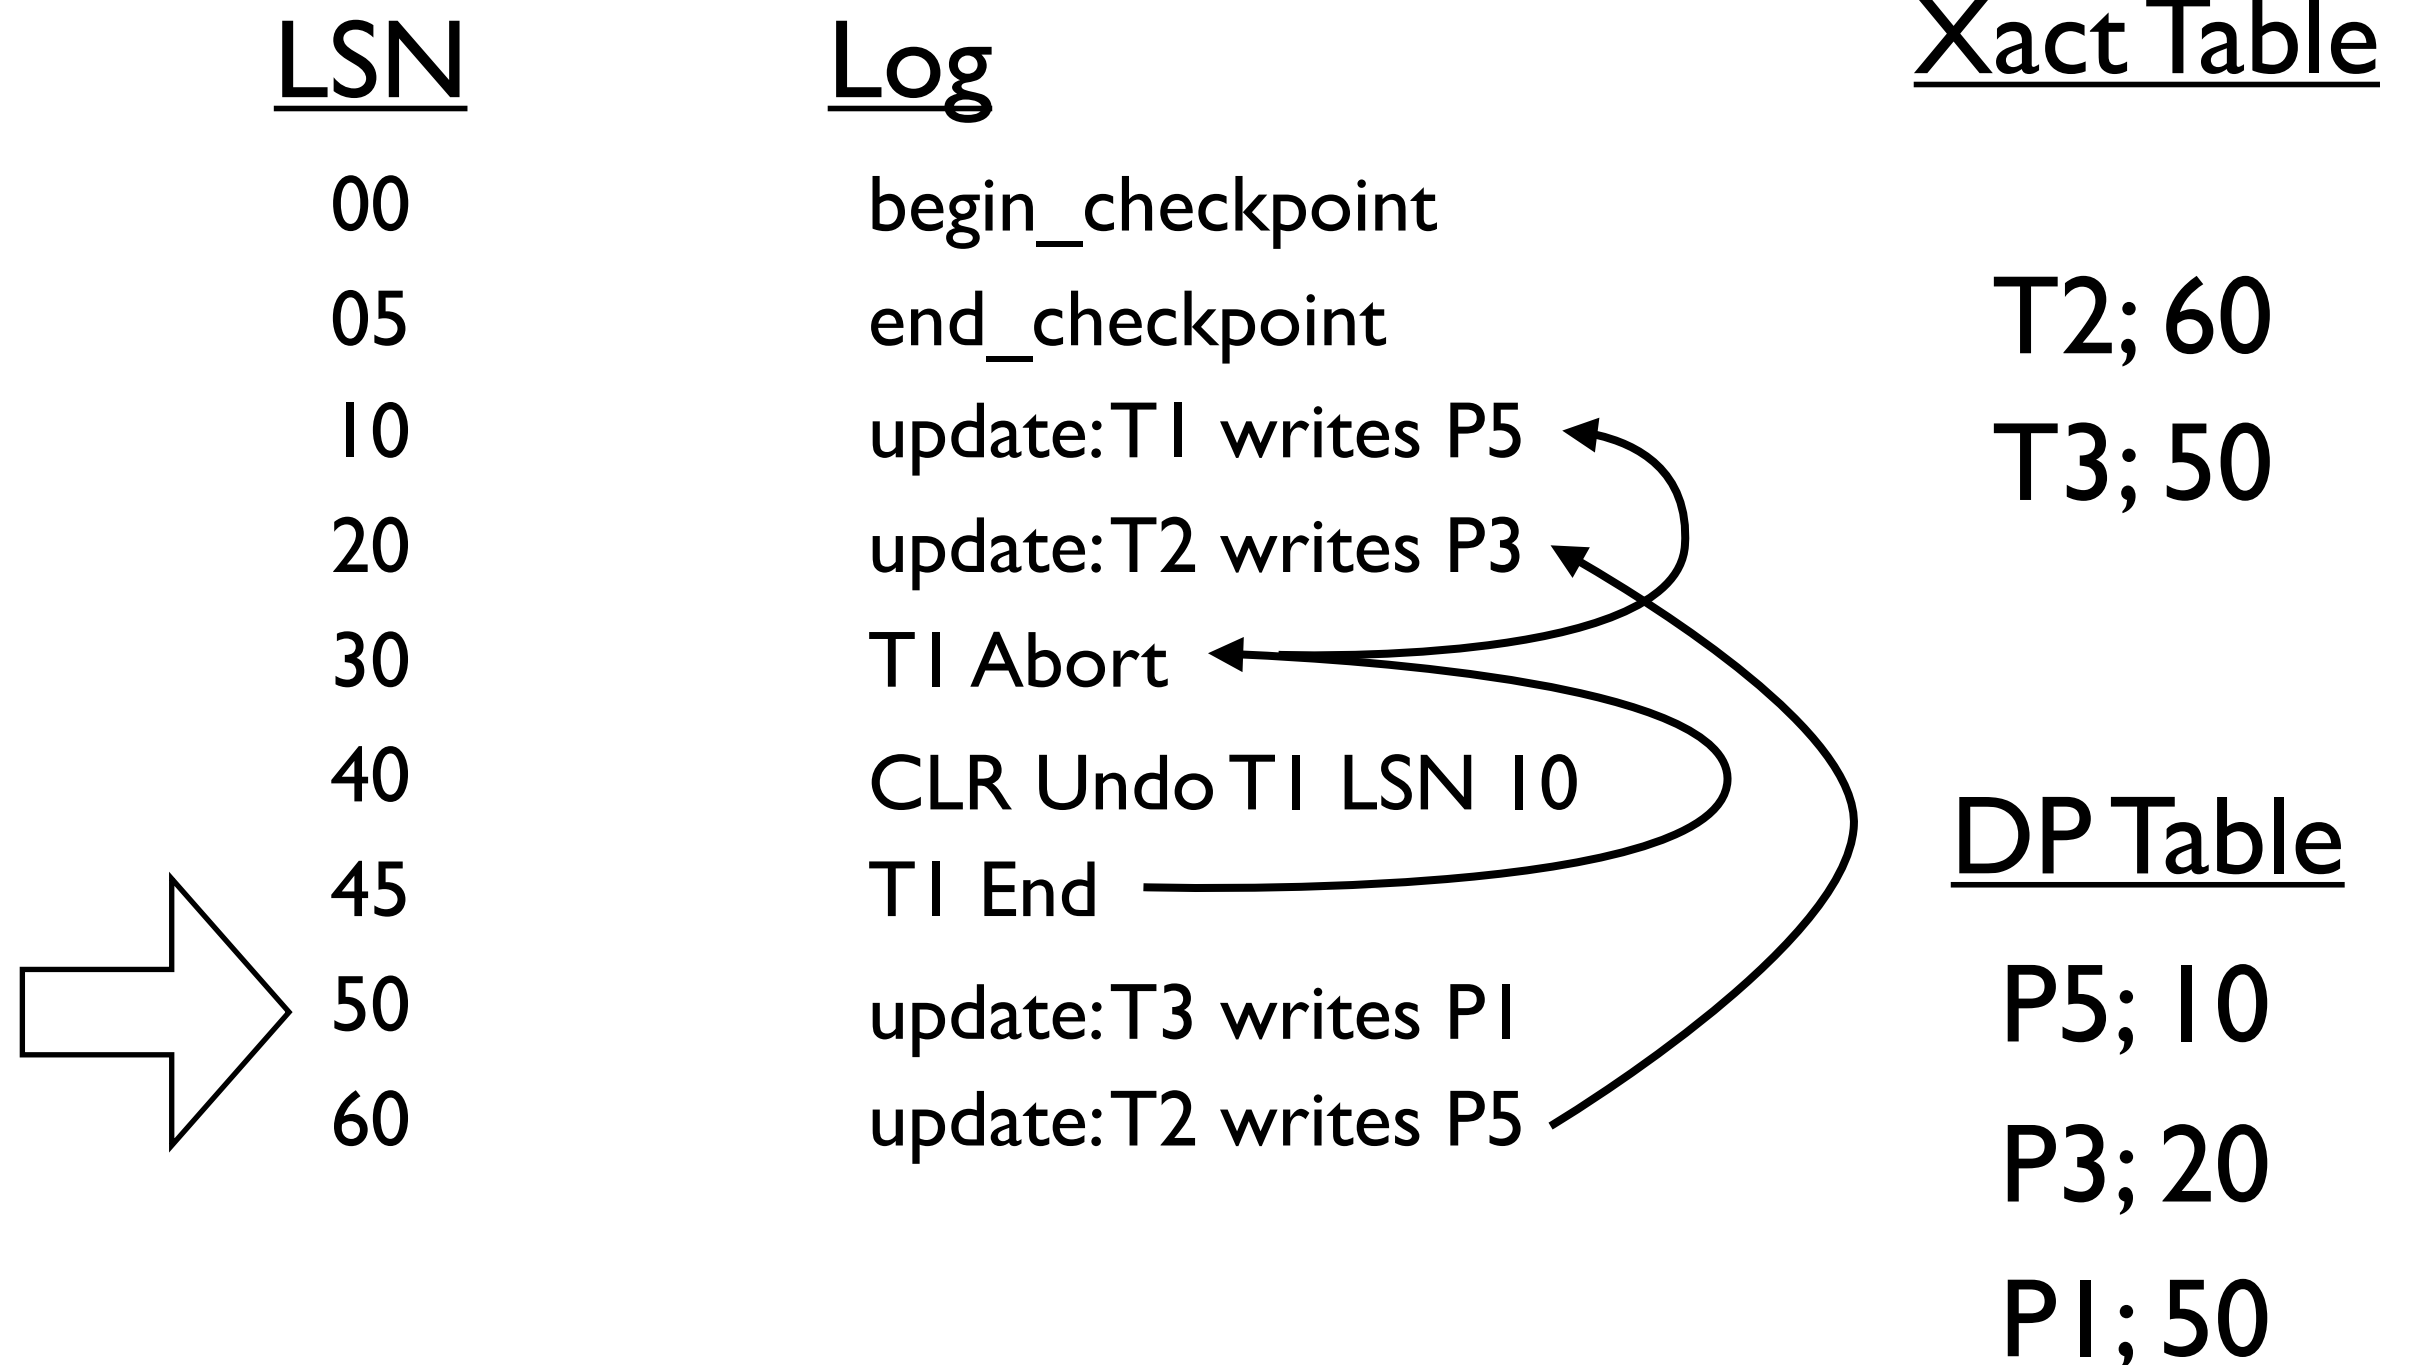 LSN
Log
Xact Table
00
begin_checkpoint
05
end_checkpoint
T2; 60
10
update: T1 writes P5
T3; 50
20
update: T2 writes P3
30
T1 Abort
40
CLR Undo T1 LSN 10
DP Table
45
T1 End
50
update: T3 writes P1
P5; 10
60
update: T2 writes P5
P3; 20
P1; 50